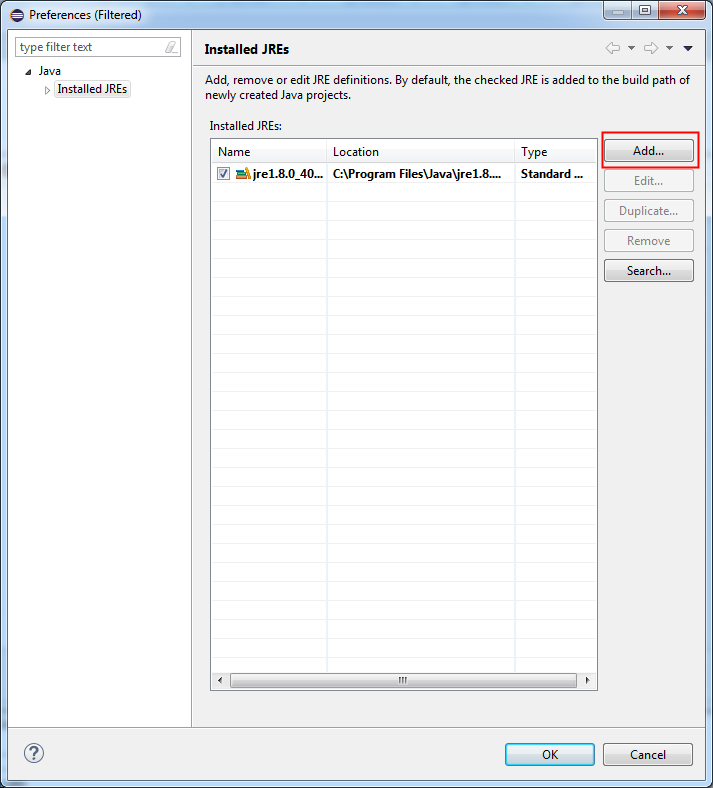 Preferences (Filtered)
type filter text
Java
Installed JREs
Installed JREs
Add, remove or edit JRE definitions. By default, the checked JRE is added to the build path of
newly created Java projects.
Installed JREs:
Name Location Type
jre1.8.0_40... C:\Program Files\Java\jre1.8.... Standard ...
Add...
Edit...
Duplicate...
Remove
Search...
?
OK Cancel